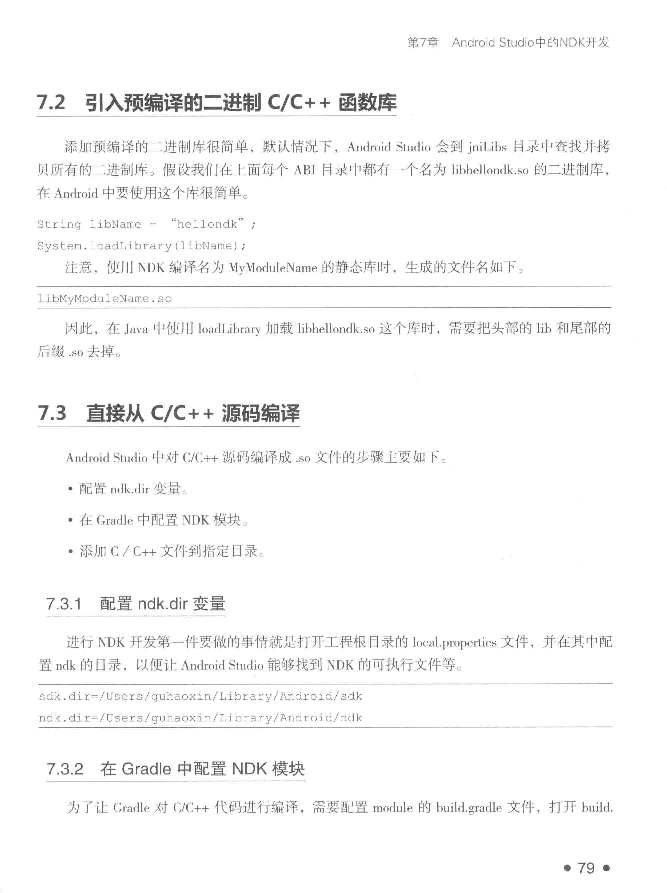 第7章 Android Studio中的NDK开发
7.2 引入预编译的二进制 C/C++ 函数库
添加预编译的二进制库很简单，默认情况下，Android Studio 会到 jniLibs 目录中查找并拷
贝所有的二进制库。假设我们在上面每个 ABI 目录中都有一个名为 libhellondk.so 的二进制库，
在 Android 中要使用这个库很简单。
String libName = “hellondk”;
System.loadLibrary(libName);
注意，使用 NDK 编译名为 MyModuleName 的静态库时，生成的文件名如下。
libMyModuleName.so
因此，在 Java 中使用 loadLibrary 加载 libhellondk.so 这个库时，需要把头部的 lib 和尾部的
后缀 .so 去掉。
7.3 直接从 C/C++ 源码编译
Android Studio 中对 C/C++ 源码编译成 .so 文件的步骤主要如下。
• 配置 ndk.dir 变量。
• 在 Gradle 中配置 NDK 模块。
• 添加 C / C++ 文件到指定目录。
7.3.1 配置 ndk.dir 变量
进行 NDK 开发第一件要做的事情就是打开工程根目录的 local.properties 文件，并在其中配
置 ndk 的目录，以便让 Android Studio 能够找到 NDK 的可执行文件等。
sdk.dir=/Users/guhaoxin/Library/Android/sdk
ndk.dir=/Users/guhaoxin/Library/Android/ndk
7.3.2 在 Gradle 中配置 NDK 模块
为了让 Gradle 对 C/C++ 代码进行编译，需要配置 module 的 build.gradle 文件，打开 build.
• 79 •